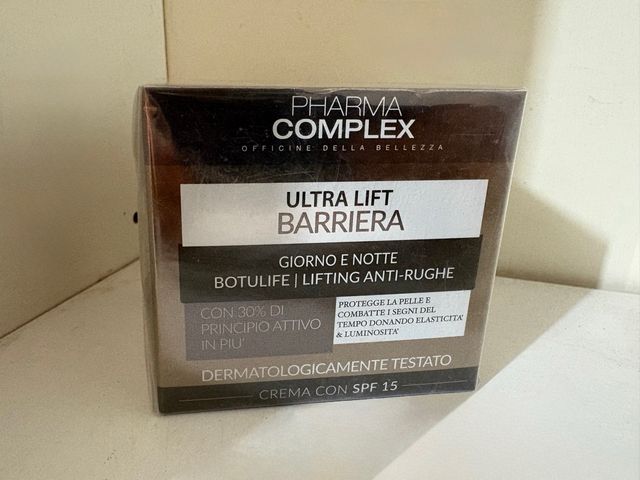 PHARMA
COMPLEX
OFFICINE DELLA BELLEZZA
ULTRA LIFT
BARRIERA
GIORNO E NOTTE
BOTULIFE | LIFTING ANTI-RUGHE
CON 30% DI
PRINCIPIO ATTIVO
IN PIU'
PROTEGGE LA PELLE E
COMBATTE I SEGNI DEL
TEMPO DONANDO ELASTICITA'
& LUMINOSITA'
DERMATOLOGICAMENTE TESTATO
CREMA CON SPF 15